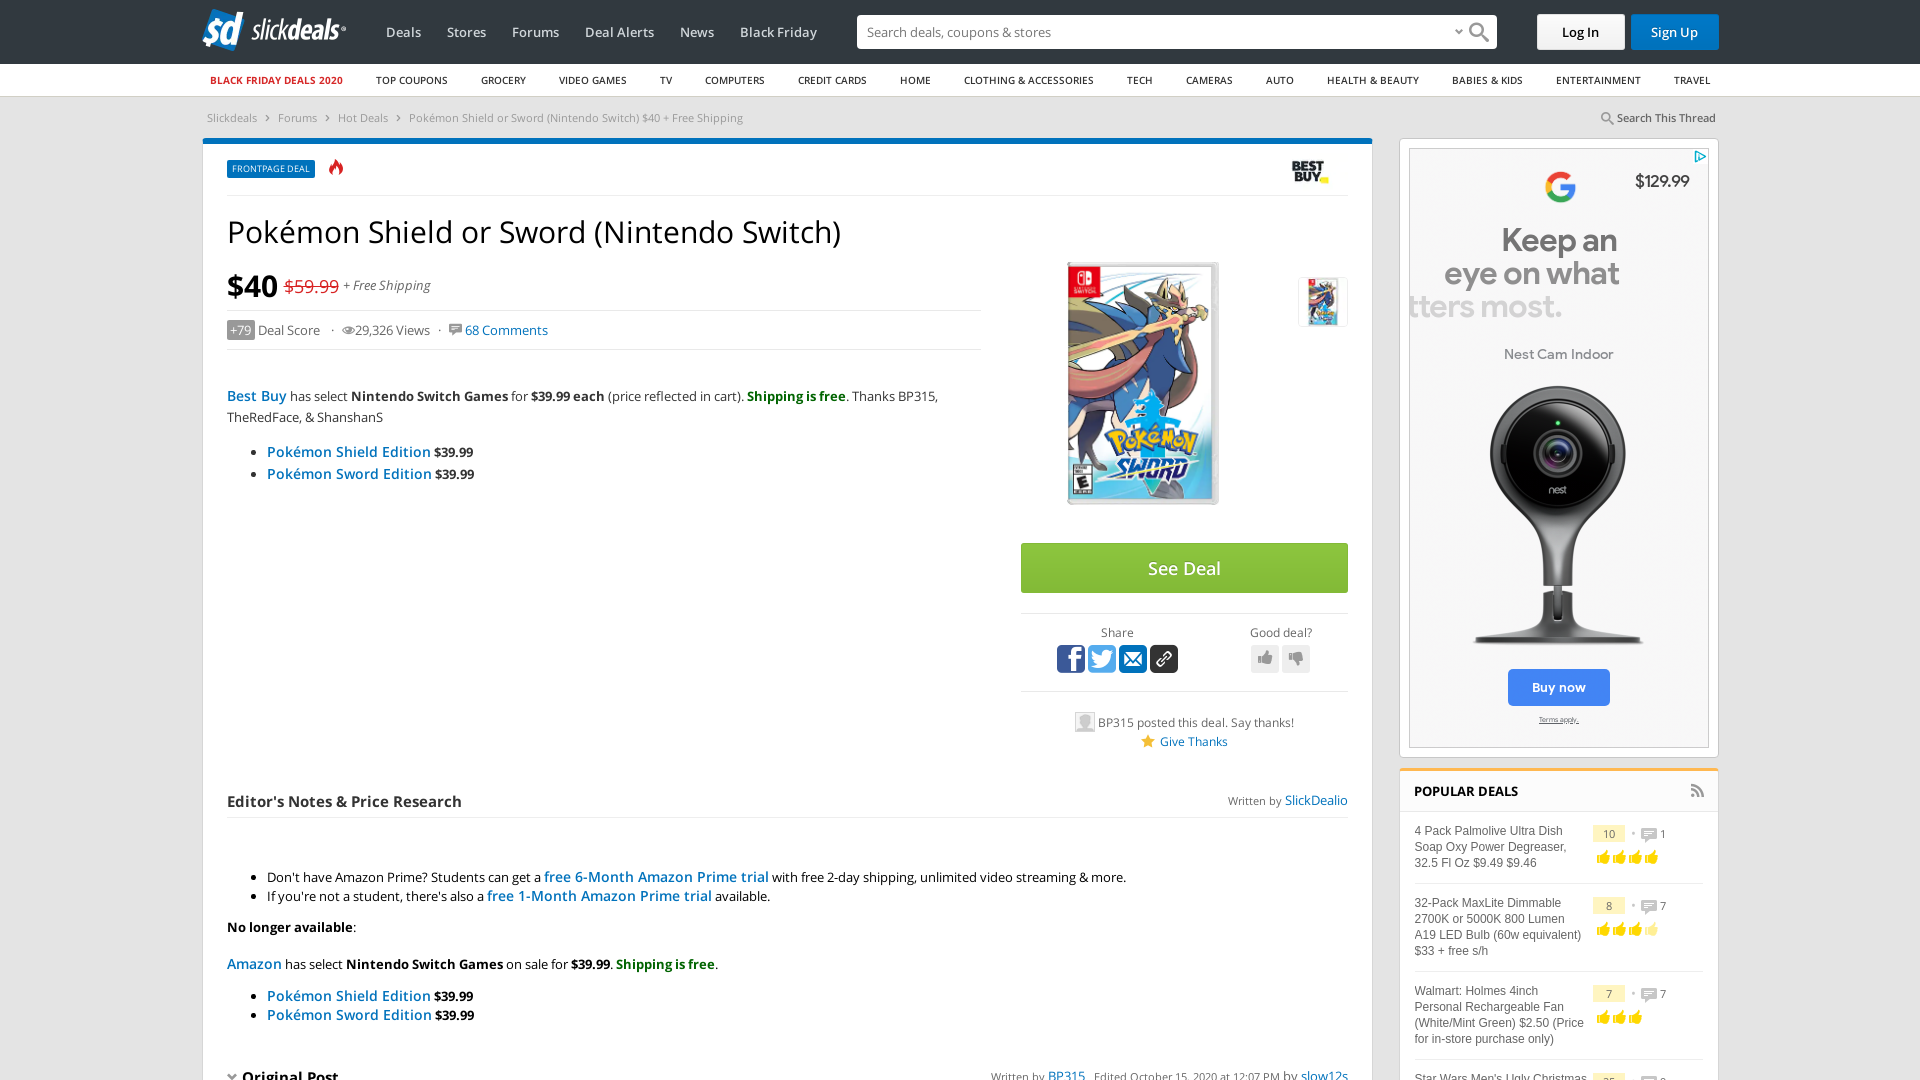 sd slickdeals
Deals
Stores
Forums
Deal Alerts
News
Black Friday
Search deals, coupons & stores
Log In
Sign Up
BLACK FRIDAY DEALS 2020
TOP COUPONS
GROCERY
VIDEO GAMES
TV
COMPUTERS
CREDIT CARDS
HOME
CLOTHING & ACCESSORIES
TECH
CAMERAS
AUTO
HEALTH & BEAUTY
BABIES & KIDS
ENTERTAINMENT
TRAVEL
Slickdeals › Forums › Hot Deals › Pokémon Shield or Sword (Nintendo Switch) $40 + Free Shipping
Search This Thread
FRONTPAGE DEAL
BEST
BUY
Pokémon Shield or Sword (Nintendo Switch)
$40 $59.99 + Free Shipping
+79 Deal Score · 29,326 Views · 68 Comments
Best Buy has select Nintendo Switch Games for $39.99 each (price reflected in cart). Shipping is free. Thanks BP315,
TheRedFace, & ShanshanS
• Pokémon Shield Edition $39.99
• Pokémon Sword Edition $39.99
POKÉMON
SWORD
E
See Deal
Share
Good deal?
BP315 posted this deal. Say thanks!
Give Thanks
Editor's Notes & Price Research
Written by SlickDealio
• Don't have Amazon Prime? Students can get a free 6-Month Amazon Prime trial with free 2-day shipping, unlimited video streaming & more.
• If you're not a student, there's also a free 1-Month Amazon Prime trial available.
No longer available:
Amazon has select Nintendo Switch Games on sale for $39.99. Shipping is free.
• Pokémon Shield Edition $39.99
• Pokémon Sword Edition $39.99
Original Post
Written by BP315 Edited October 15, 2020 at 12:07 PM by slow12s
$129.99
Keep an
eye on what
tters most.
Nest Cam Indoor
nest
Buy now
Terms apply.
POPULAR DEALS
4 Pack Palmolive Ultra Dish
Soap Oxy Power Degreaser,
32.5 Fl Oz $9.49 $9.46
10 • 1
32-Pack MaxLite Dimmable
2700K or 5000K 800 Lumen
A19 LED Bulb (60w equivalent)
$33 + free s/h
8 • 7
Walmart: Holmes 4inch
Personal Rechargeable Fan
(White/Mint Green) $2.50 (Price
for in-store purchase only)
7 • 7
Star Wars Men's Ugly Christmas